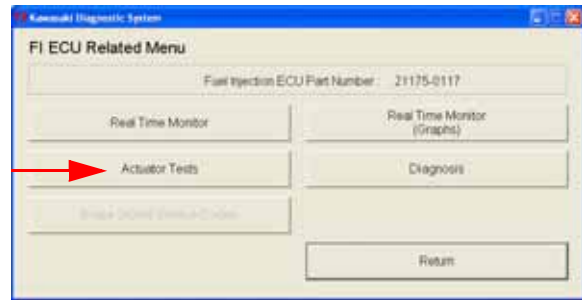 Kawasaki Diagnostic System
FI ECU Related Menu
Fuel Injection ECU Part Number: 21175-0117
Real Time Monitor
Real Time Monitor
(Graphs)
Actuator Tests
Diagnosis
Return